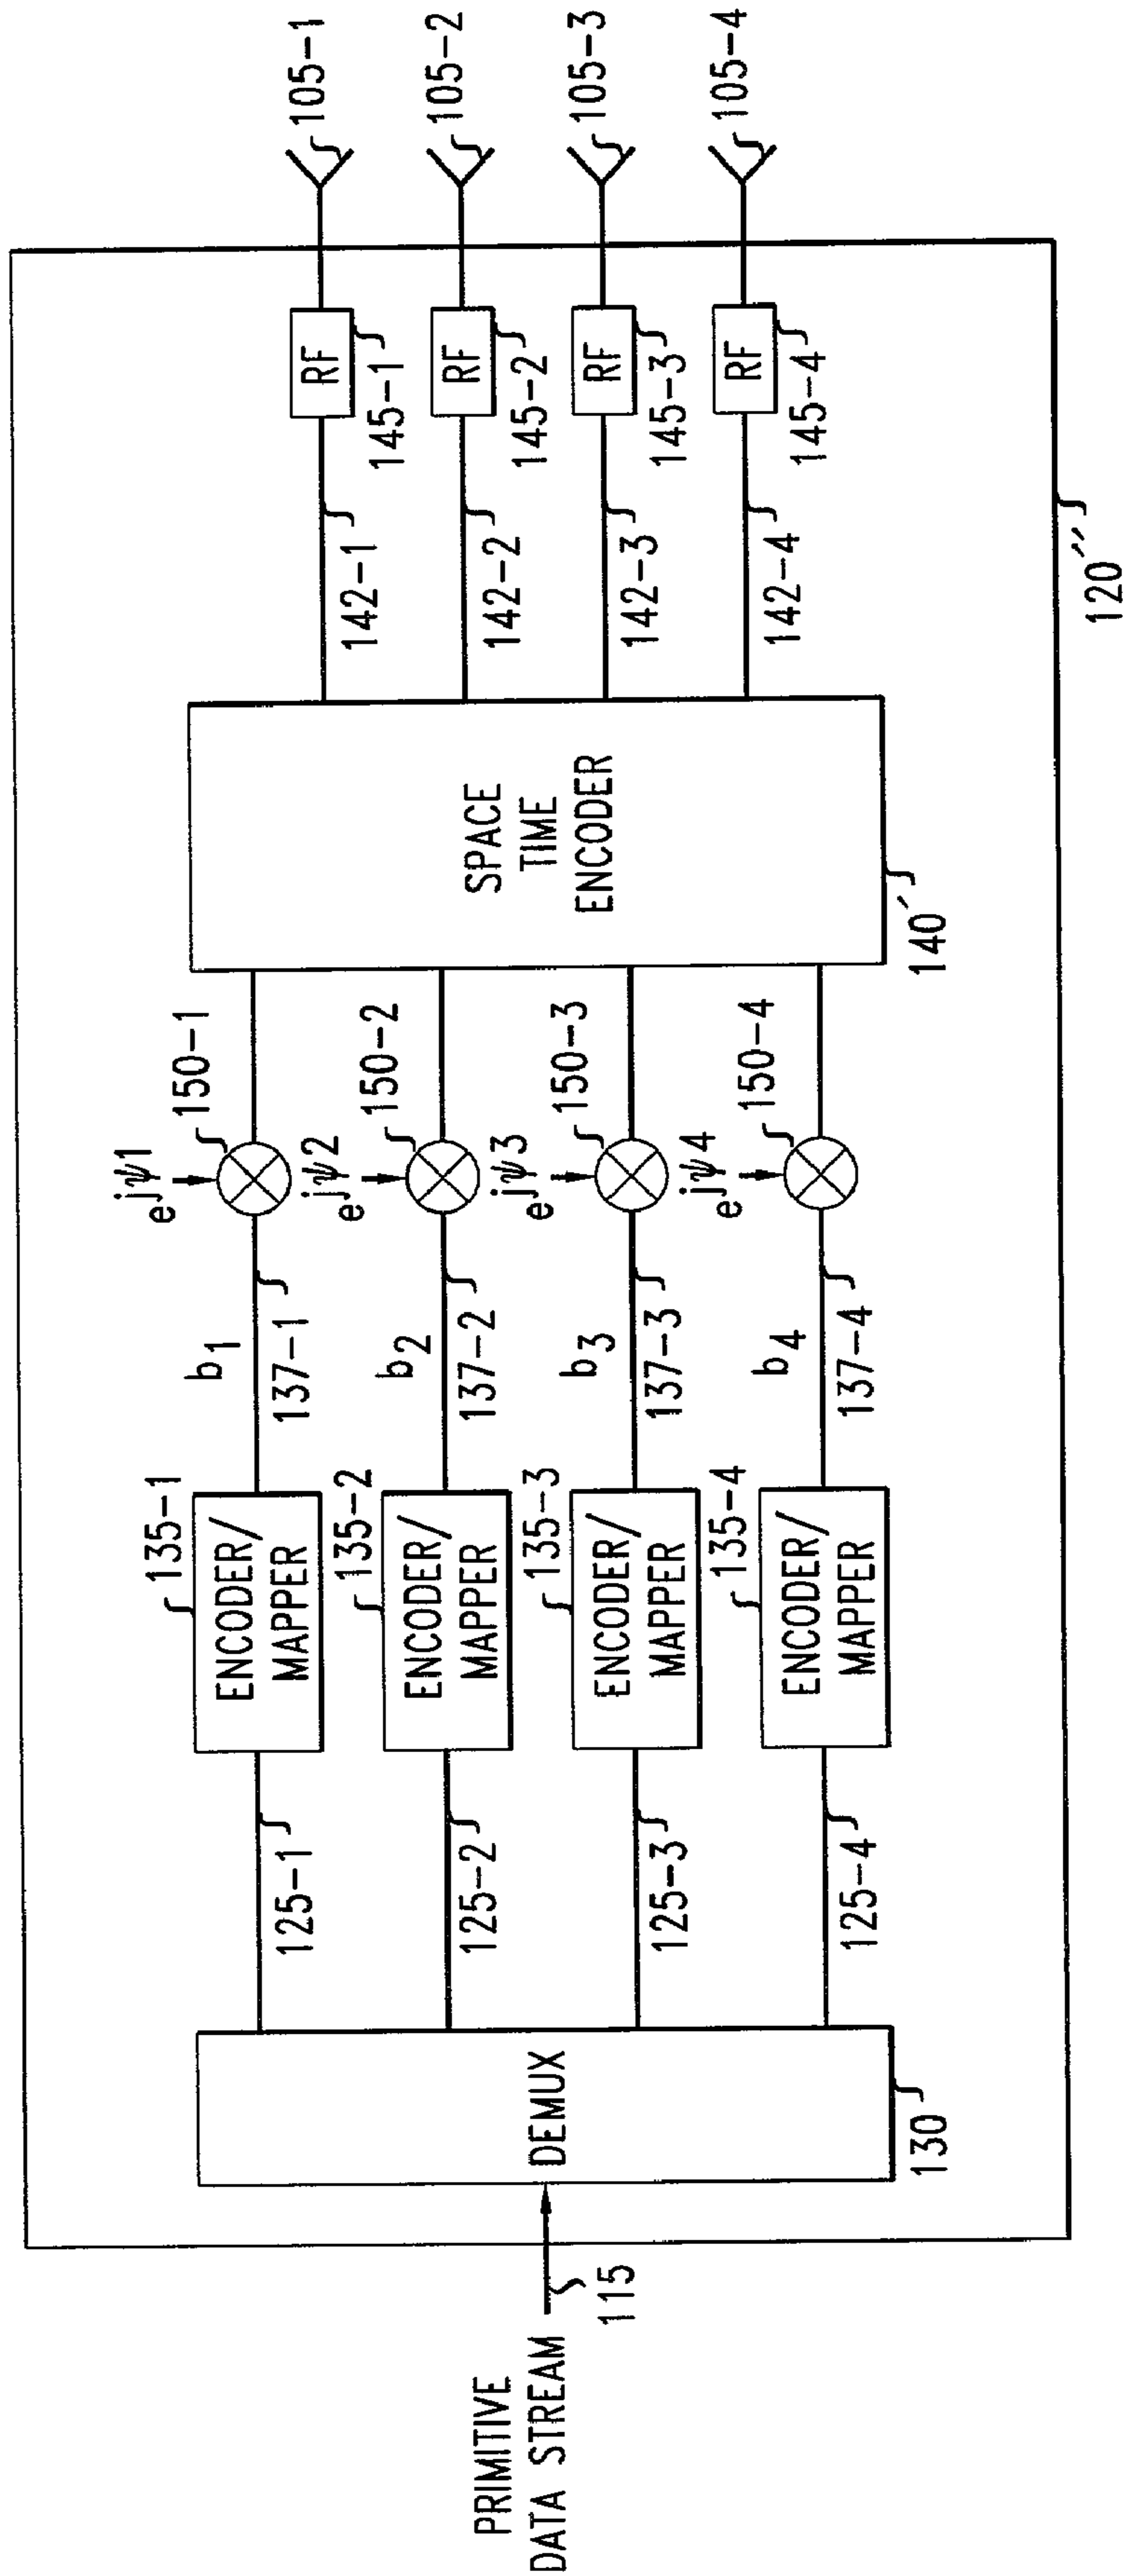 PRIMITIVE
DATA STREAM
115
DEMUX
130
125-1
125-2
125-3
125-4
135-1
ENCODER/
MAPPER
135-2
ENCODER/
MAPPER
135-3
ENCODER/
MAPPER
135-4
ENCODER/
MAPPER
b1
137-1
b2
137-2
b3
137-3
b4
137-4
ejψ1
150-1
ejψ2
150-2
ejψ3
150-3
ejψ4
150-4
SPACE
TIME
ENCODER
140′
142-1
142-2
142-3
142-4
RF
145-1
RF
145-2
RF
145-3
RF
145-4
105-1
105-2
105-3
105-4
120′′